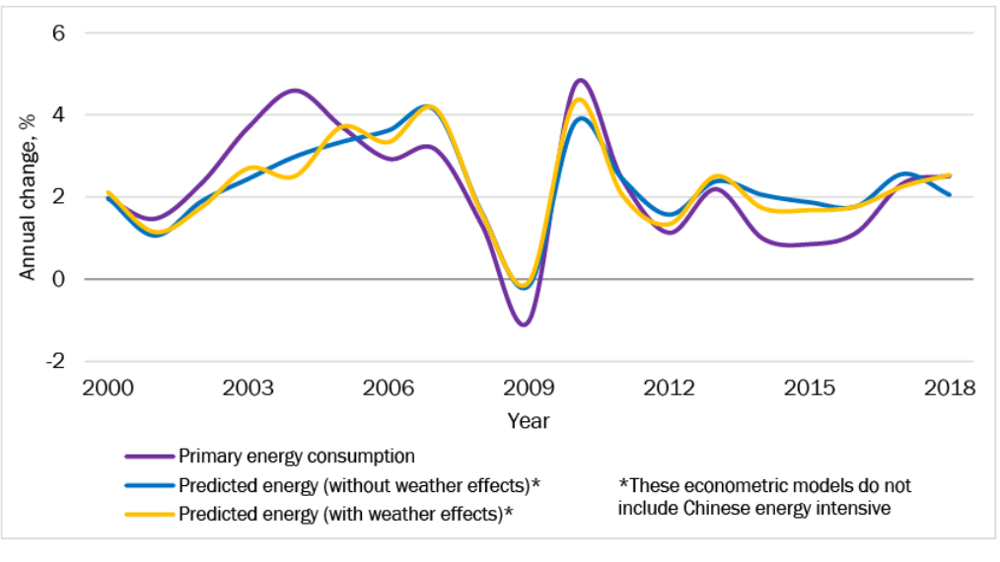 6
4
2
0
-2
Annual change, %
2000 2003 2006 2009 2012 2015 2018
Year
Primary energy consumption
Predicted energy (without weather effects)*
Predicted energy (with weather effects)*
*These econometric models do not
include Chinese energy intensive